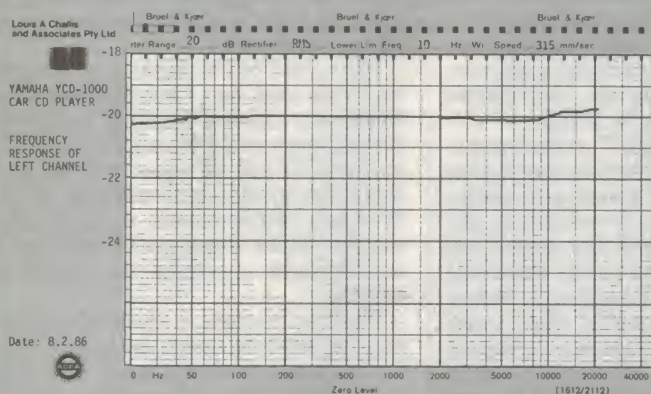 Louis A Challis
and Associates Pty Ltd
Bruel & Kjær
Bruel & Kjær
Bruel & Kjær
iter Range 20 dB Rectifier RMS Lower Lim Freq 10 Hz Wr Speed 315 mm/sec
-18
YAMAHA YCD-1000
CAR CD PLAYER
-20
FREQUENCY
RESPONSE OF
LEFT CHANNEL
-22
-24
Date: 8.2.86
0 Hz 50 100 200 500 1000 2000 5000 10000 20000 40000
Zero Level
(1612/2112)